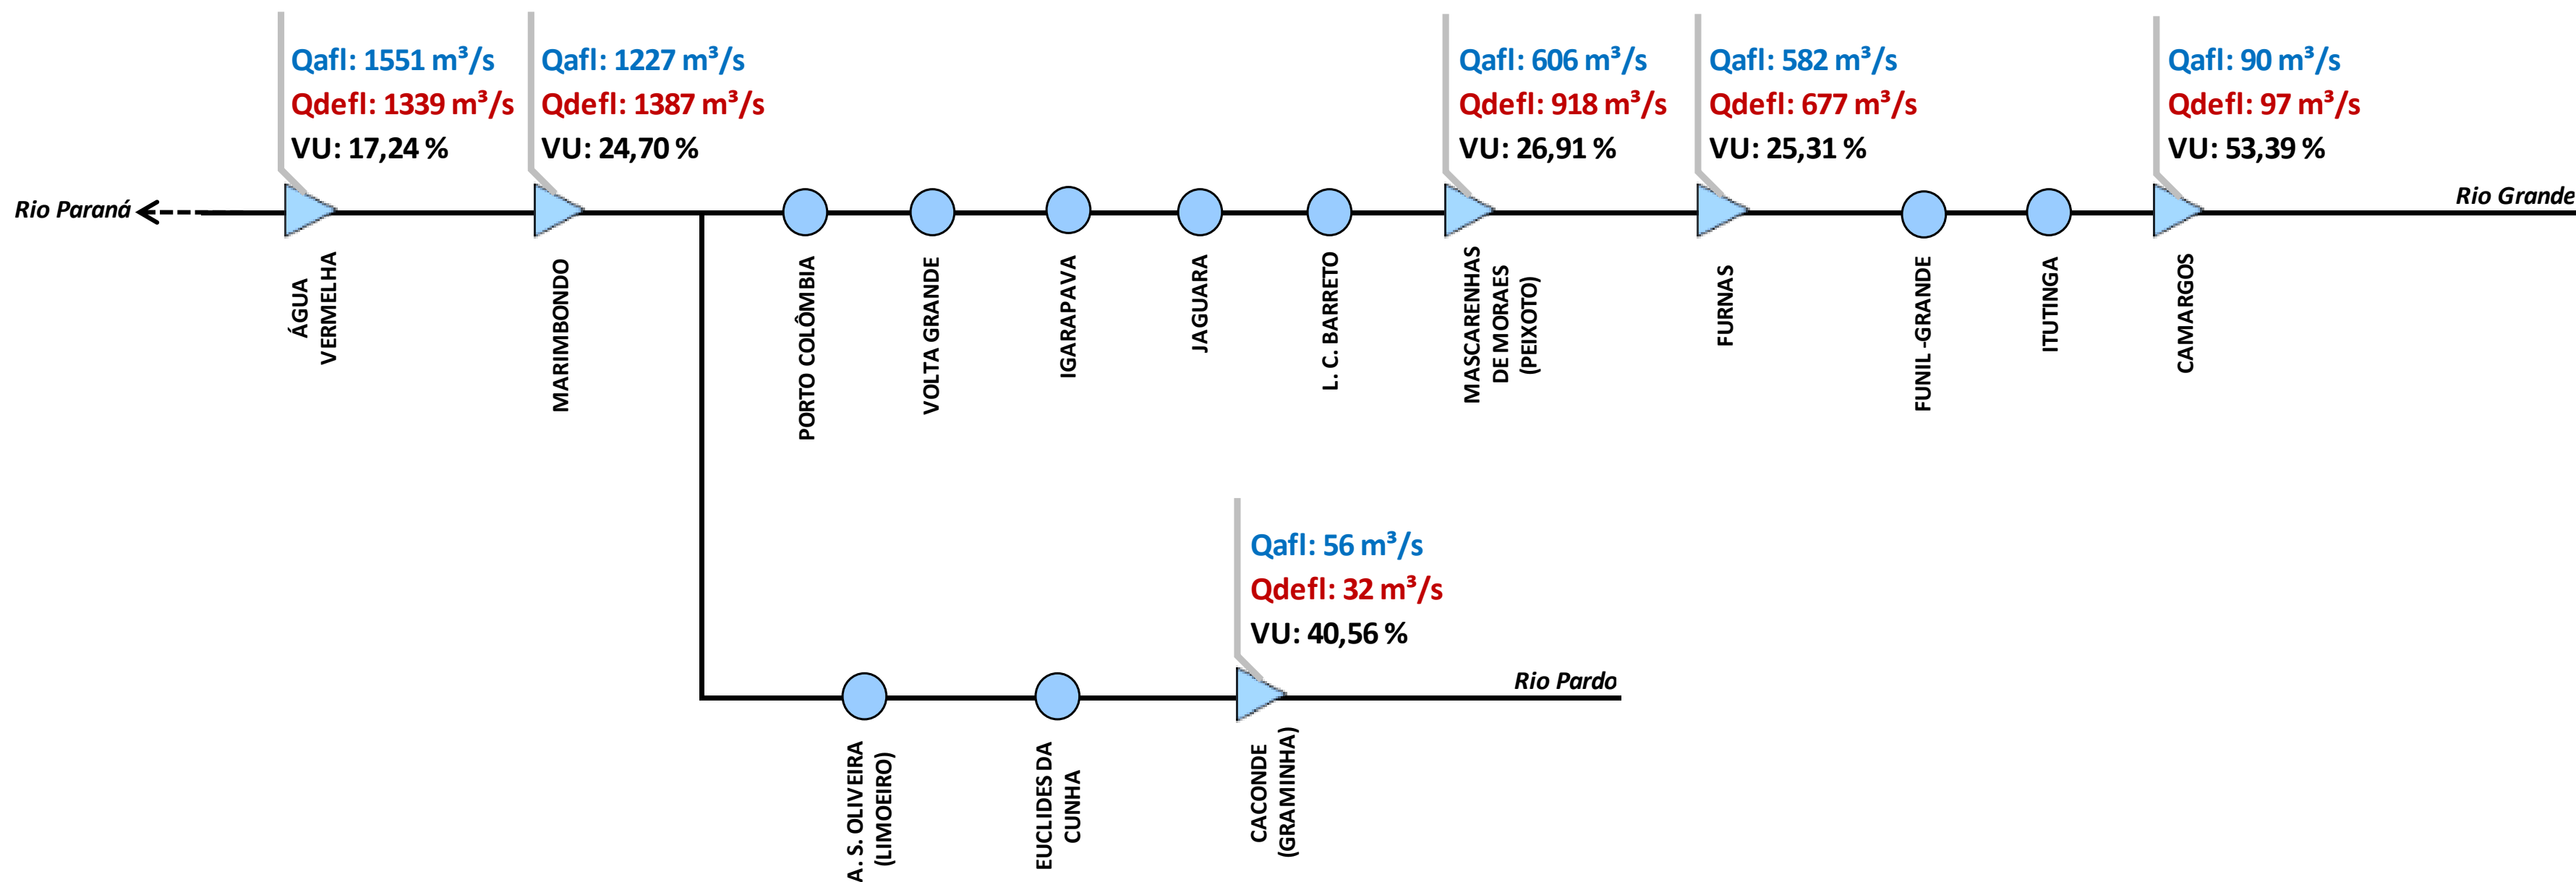 Qafl: 1551 m³/s
Qdefl: 1339 m³/s
VU: 17,24 %
Qafl: 1227 m³/s
Qdefl: 1387 m³/s
VU: 24,70 %
Qafl: 606 m³/s
Qdefl: 918 m³/s
VU: 26,91 %
Qafl: 582 m³/s
Qdefl: 677 m³/s
VU: 25,31 %
Qafl: 90 m³/s
Qdefl: 97 m³/s
VU: 53,39 %
Rio Paraná
Rio Grande
ÁGUA
VERMELHA
MARIMBONDO
PORTO COLÔMBIA
VOLTA GRANDE
IGARAPAVA
JAGUARA
L. C. BARRETO
MASCARENHAS
DE MORAES
(PEIXOTO)
FURNAS
FUNIL -GRANDE
ITUTINGA
CAMARGOS
Qafl: 56 m³/s
Qdefl: 32 m³/s
VU: 40,56 %
Rio Pardo
A. S. OLIVEIRA
(LIMOEIRO)
EUCLIDES DA
CUNHA
CACONDE
(GRAMINHA)